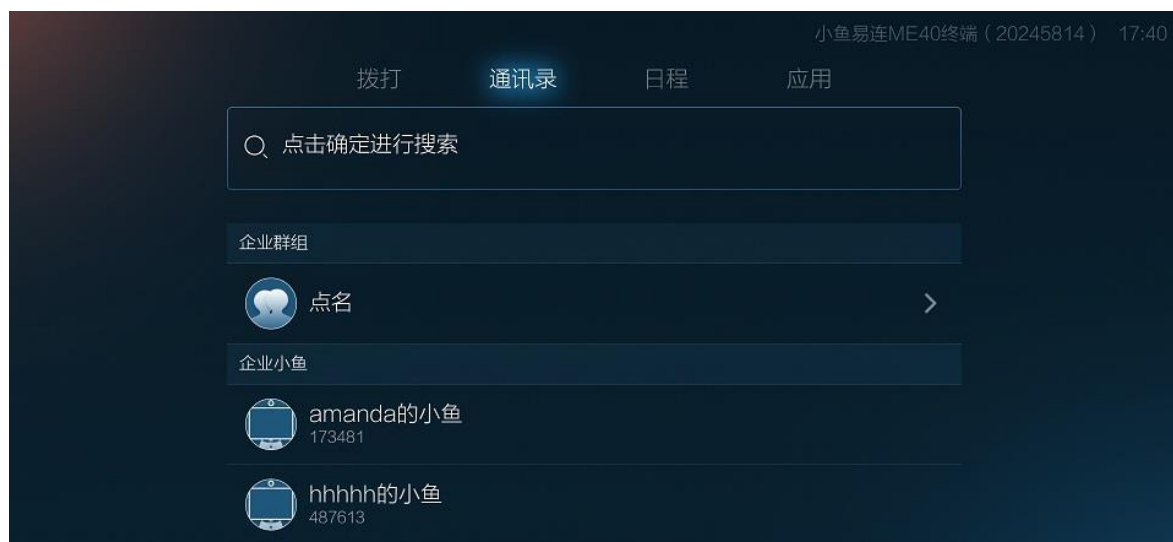 小鱼易连ME40终端（20245814） 17:40
拨打 通讯录 日程 应用
点击确定进行搜索
企业群组
点名
企业小鱼
amanda的小鱼
173481
hhhhh的小鱼
487613